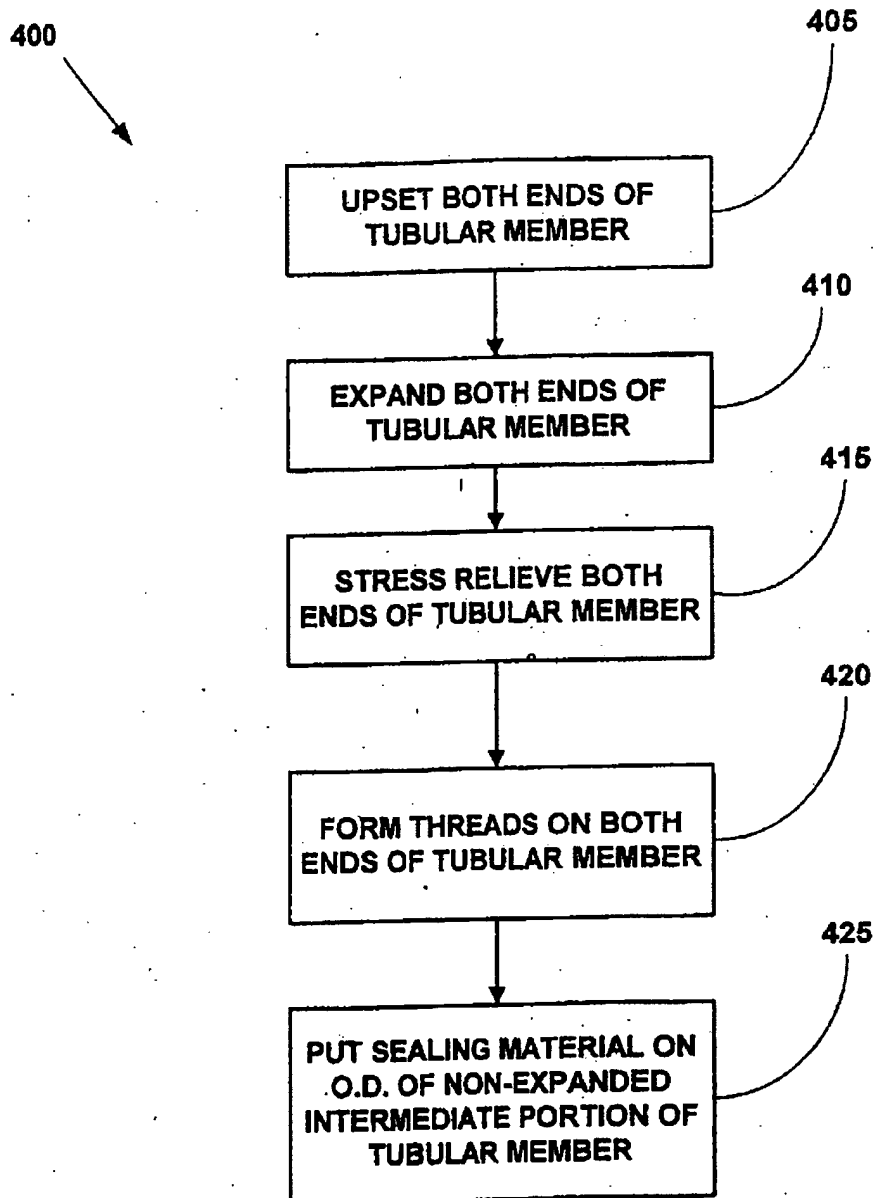 400
405
UPSET BOTH ENDS OF
TUBULAR MEMBER
410
EXPAND BOTH ENDS OF
TUBULAR MEMBER
415
STRESS RELIEVE BOTH
ENDS OF TUBULAR MEMBER
420
FORM THREADS ON BOTH
ENDS OF TUBULAR MEMBER
425
PUT SEALING MATERIAL ON
O.D. OF NON-EXPANDED
INTERMEDIATE PORTION OF
TUBULAR MEMBER